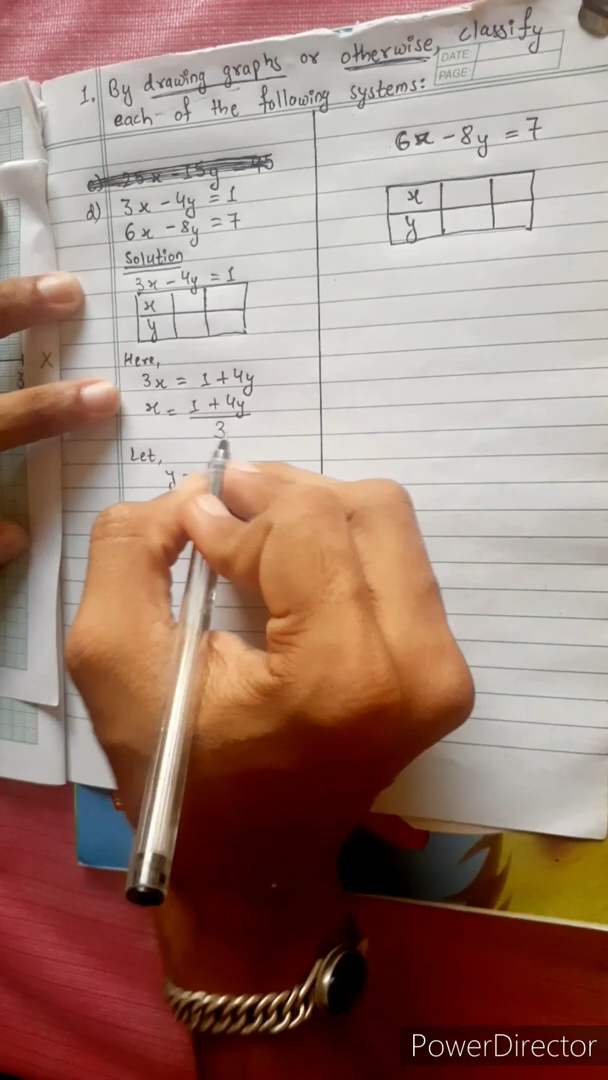 1. By drawing graphs or otherwise, classify
each of the following systems:
DATE
PAGE
d) 3x - 4y = 1
6x - 8y = 7
Solution
3x - 4y = 1
x
y
Here,
3x = 1 + 4y
x = 1 + 4y
3
Let,
y =
6x - 8y = 7
x
y
3
X
PowerDirector